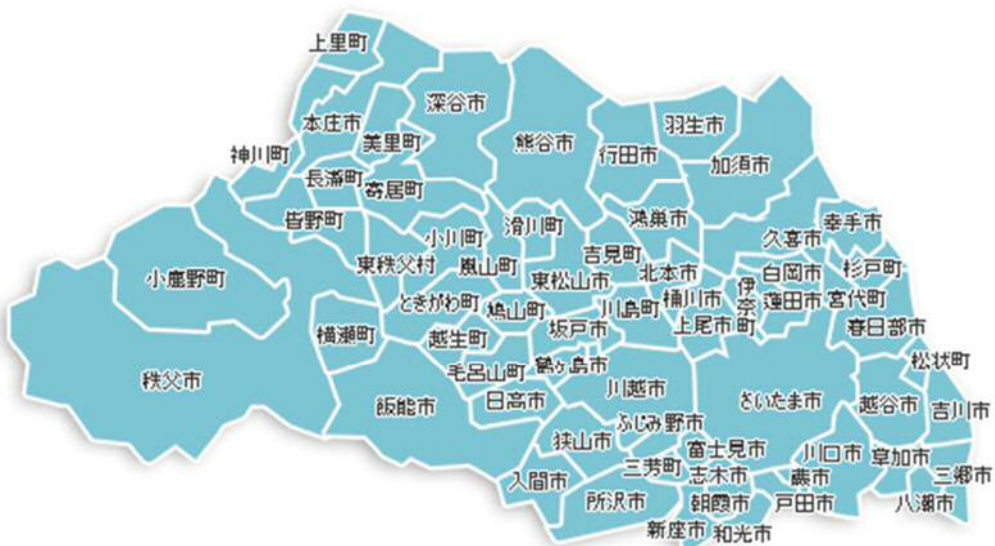 上里町
深谷市
本庄市
美里町
羽生市
熊谷市
行田市
神川町
加須市
長瀞町
寄居町
皆野町
滑川町
鴻巣市
幸手市
小川町
吉見町
久喜市
東秩父村
嵐山町
小鹿野町
東松山市
北本市
白岡市
杉戸町
ときがわ町
鳩山町
川島町
桶川市
伊奈町
蓮田市
宮代町
横瀬町
越生町
坂戸市
上尾市
春日部市
毛呂山町
鶴ヶ島市
松状町
秩父市
飯能市
日高市
川越市
さいたま市
越谷市
吉川市
ふじみ野市
狭山市
富士見市
川口市
草加市
三芳町
志木市
蕨市
三郷市
入間市
所沢市
朝霞市
戸田市
八潮市
新座市
和光市